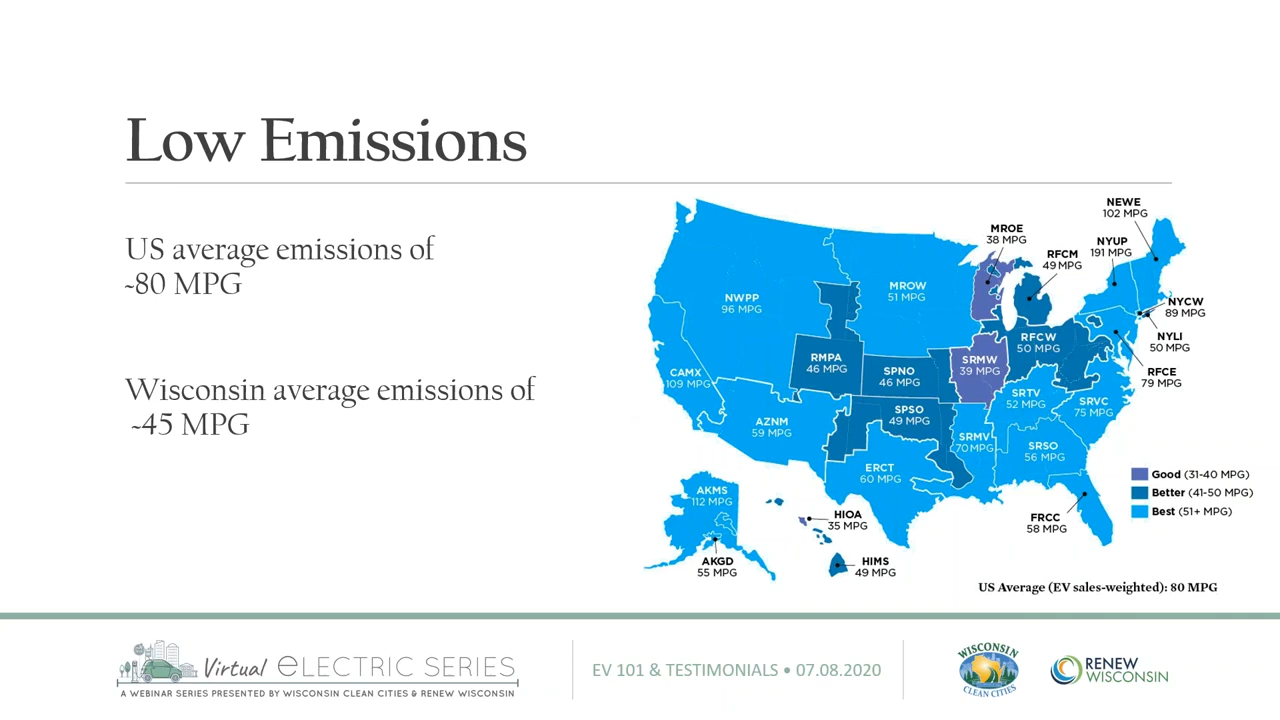 Low Emissions
US average emissions of
~80 MPG
Wisconsin average emissions of
~45 MPG
NEWE
102 MPG
MROE
38 MPG
NYUP
191 MPG
RFCM
49 MPG
NWPP
96 MPG
MROW
51 MPG
NYCW
89 MPG
NYLI
50 MPG
RFCW
50 MPG
RMPA
46 MPG
SRMW
39 MPG
SPNO
46 MPG
RFCE
79 MPG
CAMX
109 MPG
SRTV
52 MPG
SRVC
75 MPG
SPSO
49 MPG
AZNM
59 MPG
SRMV
70 MPG
SRSO
56 MPG
ERCT
60 MPG
Good (31-40 MPG)
Better (41-50 MPG)
Best (51+ MPG)
AKMS
112 MPG
HIOA
35 MPG
FRCC
58 MPG
AKGD
55 MPG
HIMS
49 MPG
US Average (EV sales-weighted): 80 MPG
Virtual eLECTRIC SERIES
A WEBINAR SERIES PRESENTED BY WISCONSIN CLEAN CITIES & RENEW WISCONSIN
EV 101 & TESTIMONIALS • 07.08.2020
WISCONSIN
CLEAN CITIES
RENEW
WISCONSIN